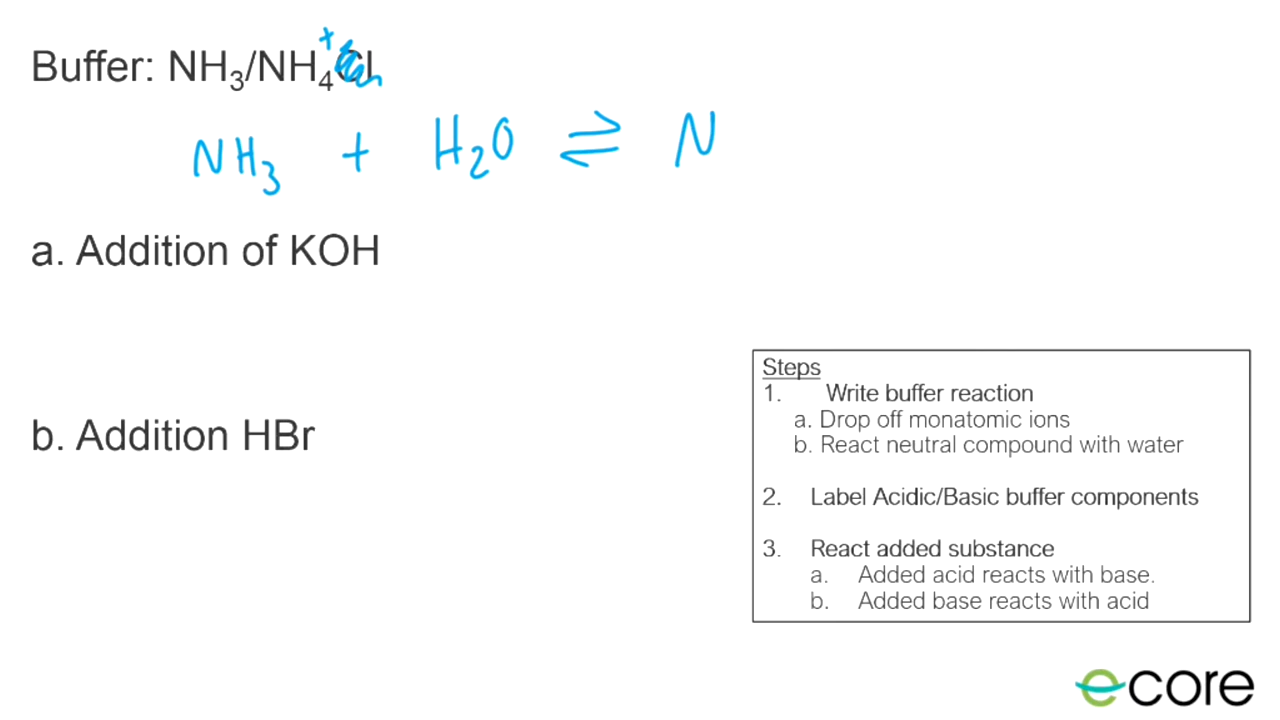 Buffer: NH₃/NH₄⁺Cl
NH₃ + H₂O ⇌ N
a. Addition of KOH
b. Addition HBr
Steps
1. Write buffer reaction
a. Drop off monatomic ions
b. React neutral compound with water
2. Label Acidic/Basic buffer components
3. React added substance
a. Added acid reacts with base.
b. Added base reacts with acid
ecore